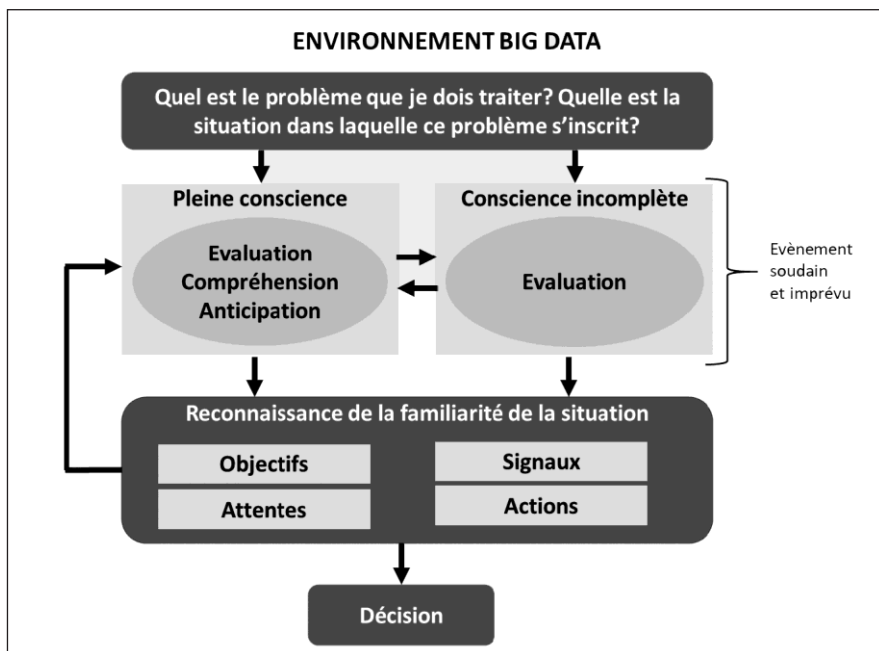 ENVIRONNEMENT BIG DATA
Quel est le problème que je dois traiter? Quelle est la
situation dans laquelle ce problème s’inscrit?
Pleine conscience
Evaluation
Compréhension
Anticipation
Conscience incomplète
Evaluation
Evènement
soudain
et imprévu
Reconnaissance de la familiarité de la situation
Objectifs
Signaux
Attentes
Actions
Décision